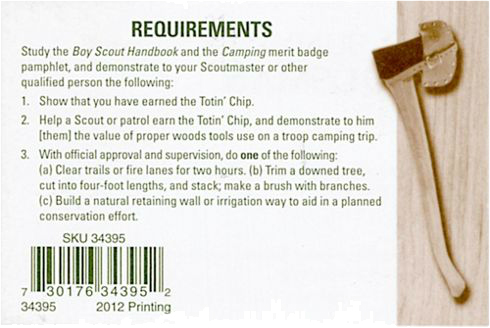 REQUIREMENTS
Study the Boy Scout Handbook and the Camping merit badge
pamphlet, and demonstrate to your Scoutmaster or other
qualified person the following:
1. Show that you have earned the Totin’ Chip.
2. Help a Scout or patrol earn the Totin’ Chip, and demonstrate to him
[them] the value of proper woods tools use on a troop camping trip.
3. With official approval and supervision, do one of the following:
(a) Clear trails or fire lanes for two hours. (b) Trim a downed tree,
cut into four-foot lengths, and stack; make a brush with branches.
(c) Build a natural retaining wall or irrigation way to aid in a planned
conservation effort.
SKU 34395
7 30176 34395 2
34395 2012 Printing